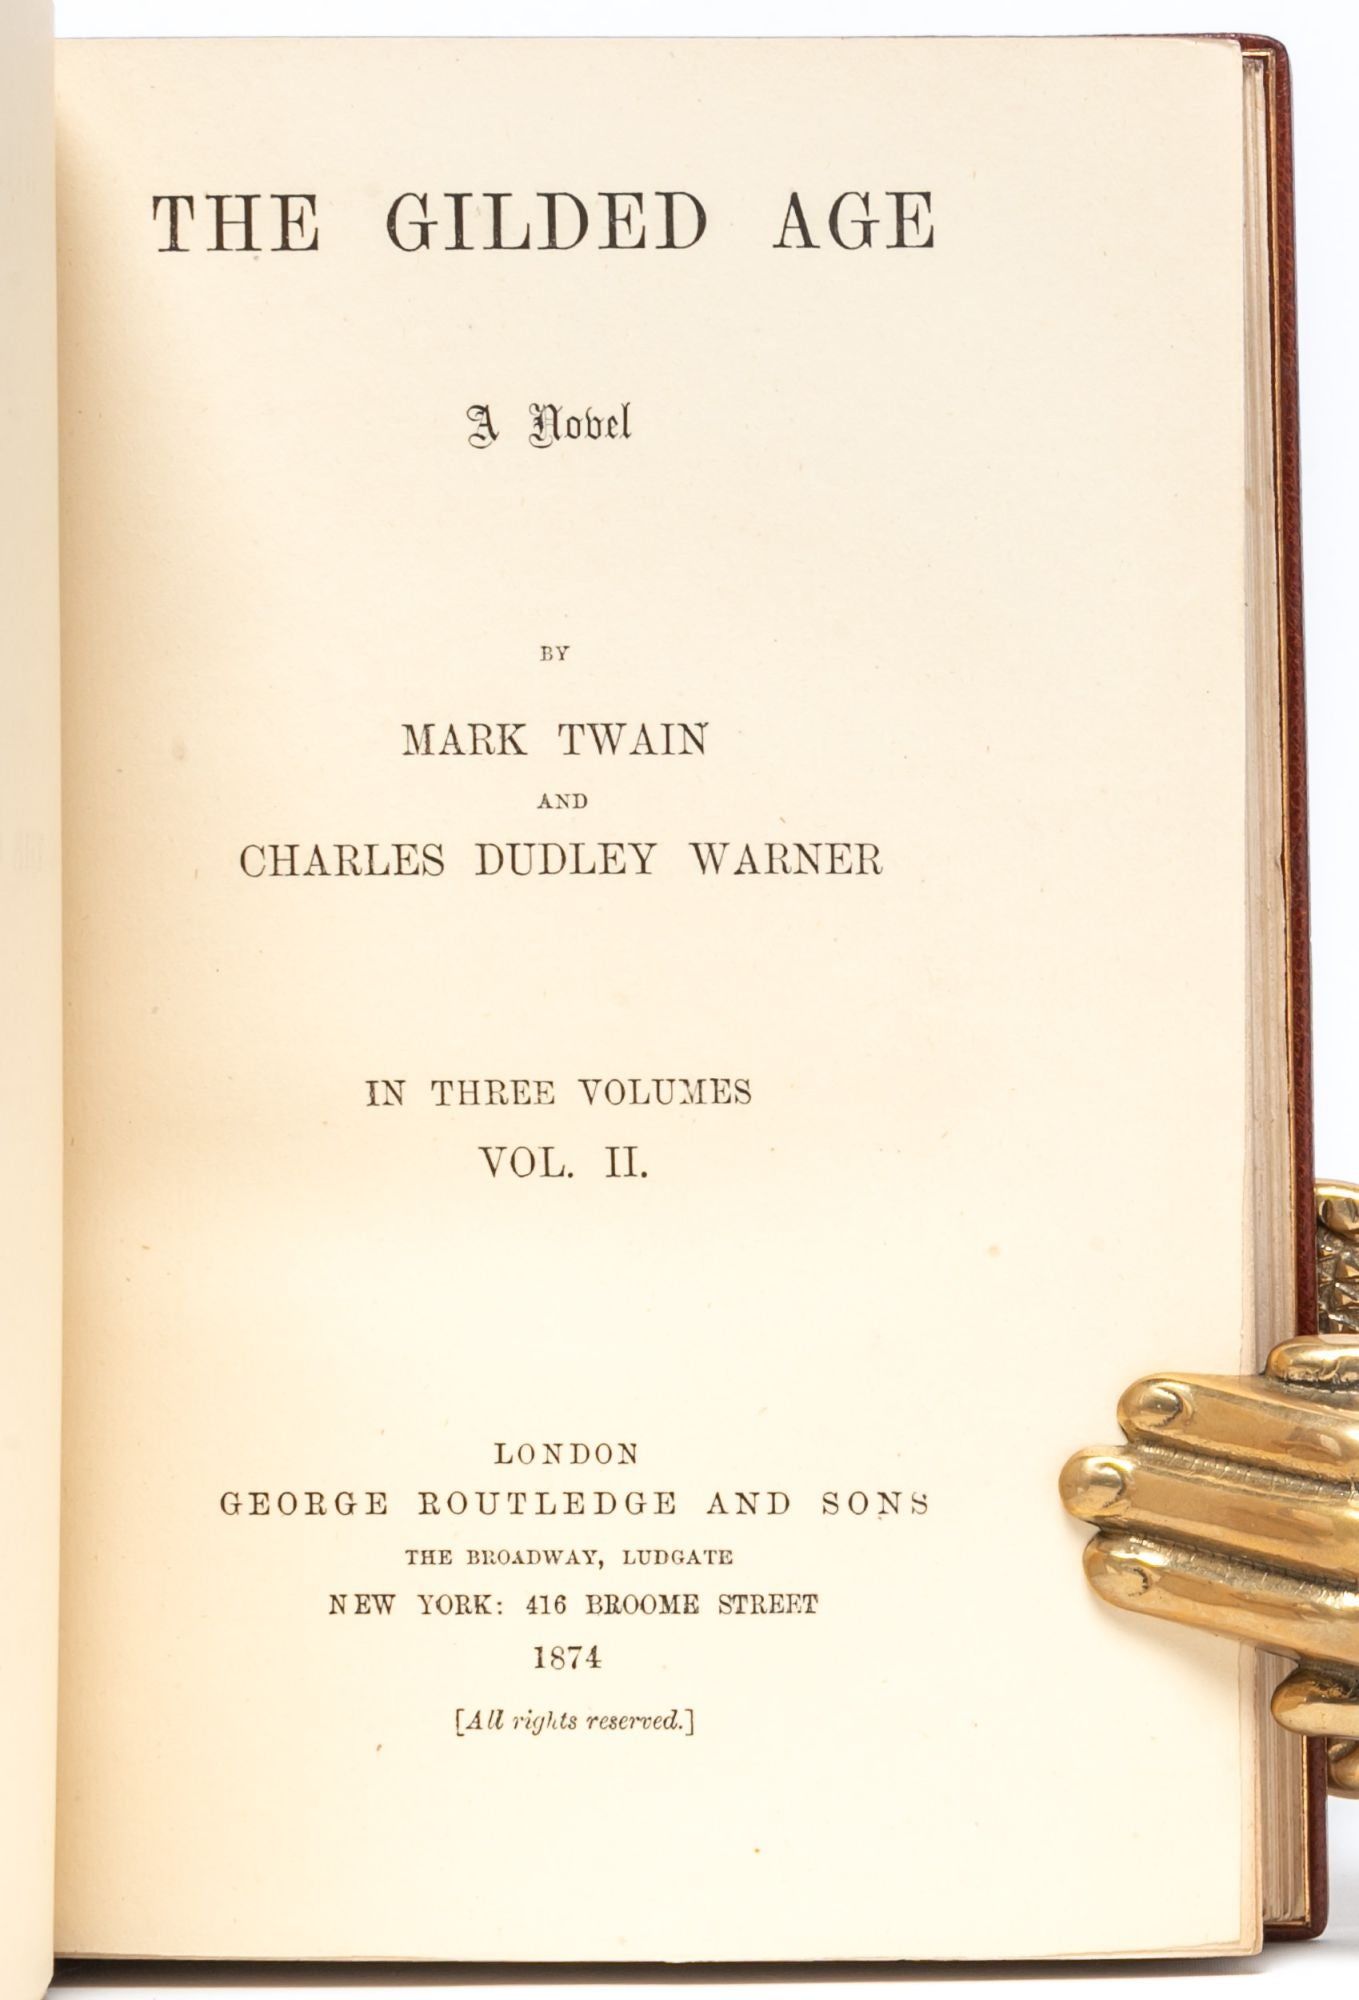 THE GILDED AGE
A Novel
BY
MARK TWAIN
AND
CHARLES DUDLEY WARNER
IN THREE VOLUMES
VOL. II.
LONDON
GEORGE ROUTLEDGE AND SONS
THE BROADWAY, LUDGATE
NEW YORK: 416 BROOME STREET
1874
[All rights reserved.]